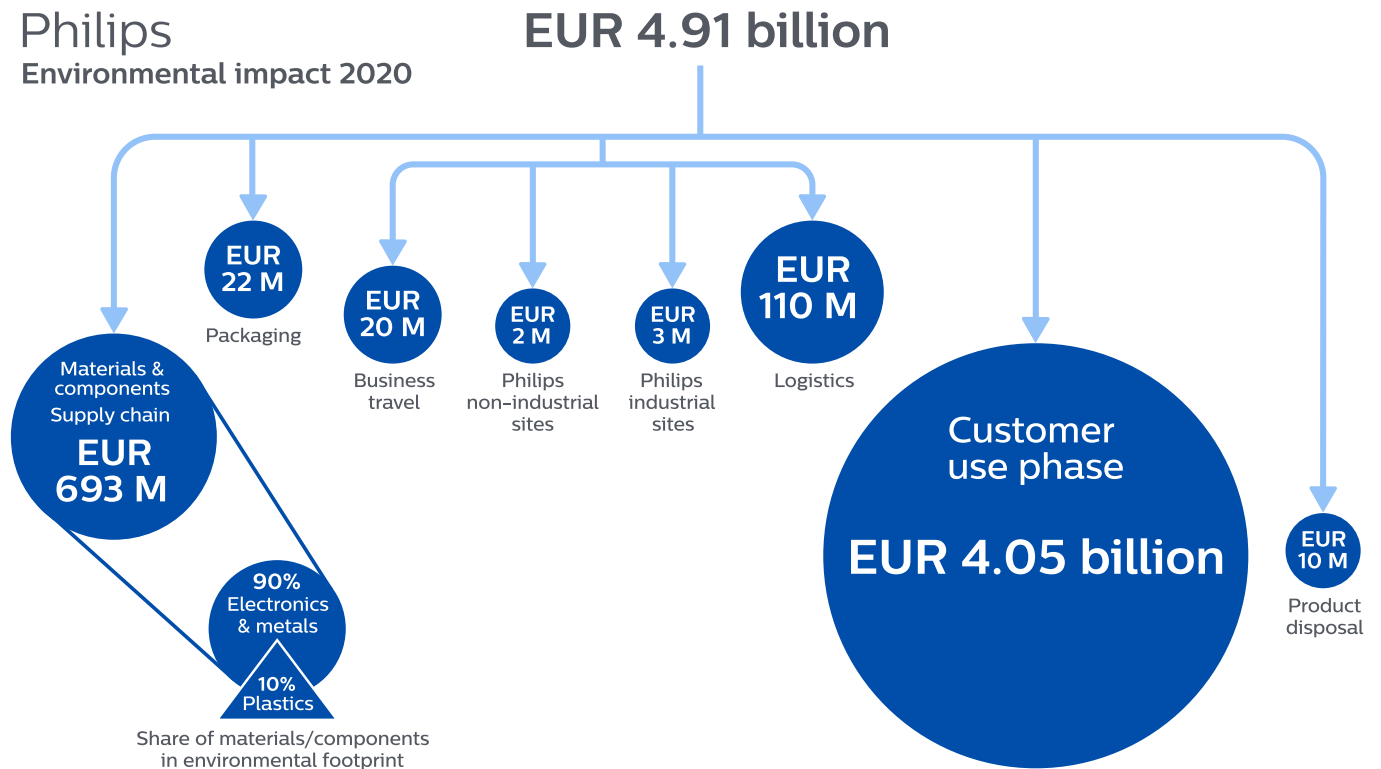 Philips
Environmental impact 2020
EUR 4.91 billion
Materials &
components
Supply chain
EUR
693 M
90%
Electronics
& metals
10%
Plastics
Share of materials/components
in environmental footprint
EUR
22 M
Packaging
EUR
20 M
Business
travel
EUR
2 M
Philips
non-industrial
sites
EUR
3 M
Philips
industrial
sites
EUR
110 M
Logistics
Customer
use phase
EUR 4.05 billion
EUR
10 M
Product
disposal